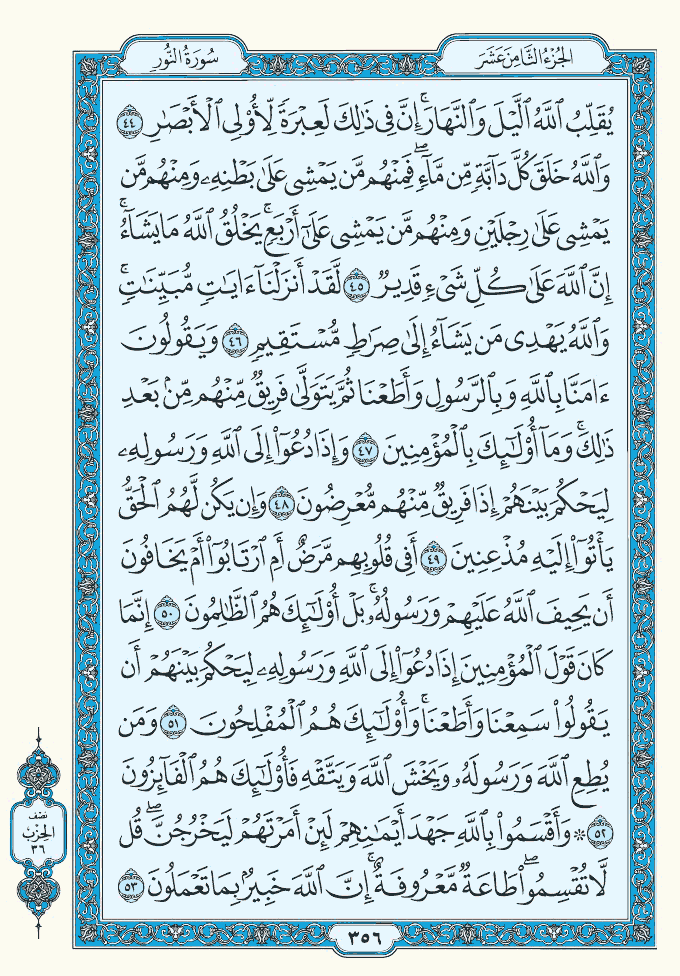 الجُزْءُ الثَّامِنَ عَشَرَ
سُورَةُ النُّورِ
يُقَلِّبُ ٱللَّهُ ٱلَّيْلَ وَٱلنَّهَارَۚ إِنَّ فِى ذَٰلِكَ لَعِبْرَةً لِّأُو۟لِى ٱلْأَبْصَٰرِ ٤٤
وَٱللَّهُ خَلَقَ كُلَّ دَآبَّةٍ مِّن مَّآءٍۖ فَمِنْهُم مَّن يَمْشِى عَلَىٰ بَطْنِهِۦ وَمِنْهُم مَّن
يَمْشِى عَلَىٰ رِجْلَيْنِ وَمِنْهُم مَّن يَمْشِى عَلَىٰٓ أَرْبَعٍۚ يَخْلُقُ ٱللَّهُ مَا يَشَآءُۚ
إِنَّ ٱللَّهَ عَلَىٰ كُلِّ شَىْءٍ قَدِيرٌ ٤٥ لَّقَدْ أَنزَلْنَآ ءَايَٰتٍ مُّبَيِّنَٰتٍۚ
وَٱللَّهُ يَهْدِى مَن يَشَآءُ إِلَىٰ صِرَٰطٍ مُّسْتَقِيمٍ ٤٦ وَيَقُولُونَ
ءَامَنَّا بِٱللَّهِ وَبِٱلرَّسُولِ وَأَطَعْنَا ثُمَّ يَتَوَلَّىٰ فَرِيقٌ مِّنْهُم مِّنۢ بَعْدِ
ذَٰلِكَۚ وَمَآ أُو۟لَٰٓئِكَ بِٱلْمُؤْمِنِينَ ٤٧ وَإِذَا دُعُوٓا۟ إِلَى ٱللَّهِ وَرَسُولِهِۦ
لِيَحْكُمَ بَيْنَهُمْ إِذَا فَرِيقٌ مِّنْهُم مُّعْرِضُونَ ٤٨ وَإِن يَكُن لَّهُمُ ٱلْحَقُّ
يَأْتُوٓا۟ إِلَيْهِ مُذْعِنِينَ ٤٩ أَفِى قُلُوبِهِم مَّرَضٌ أَمِ ٱرْتَابُوٓا۟ أَمْ يَخَافُونَ
أَن يَحِيفَ ٱللَّهُ عَلَيْهِمْ وَرَسُولُهُۥۚ بَلْ أُو۟لَٰٓئِكَ هُمُ ٱلظَّٰلِمُونَ ٥٠ إِنَّمَا
كَانَ قَوْلَ ٱلْمُؤْمِنِينَ إِذَا دُعُوٓا۟ إِلَى ٱللَّهِ وَرَسُولِهِۦ لِيَحْكُمَ بَيْنَهُمْ أَن
يَقُولُوا۟ سَمِعْنَا وَأَطَعْنَاۚ وَأُو۟لَٰٓئِكَ هُمُ ٱلْمُفْلِحُونَ ٥١ وَمَن
يُطِعِ ٱللَّهَ وَرَسُولَهُۥ وَيَخْشَ ٱللَّهَ وَيَتَّقْهِ فَأُو۟لَٰٓئِكَ هُمُ ٱلْفَآئِزُونَ
٥٢ ۞ وَأَقْسَمُوا۟ بِٱللَّهِ جَهْدَ أَيْمَٰنِهِمْ لَئِنْ أَمَرْتَهُمْ لَيَخْرُجُنَّۖ قُل
لَّا تُقْسِمُوا۟ۖ طَاعَةٌ مَّعْرُوفَةٌۚ إِنَّ ٱللَّهَ خَبِيرٌۢ بِمَا تَعْمَلُونَ ٥٣
نصف
الحزب
٣٦
٣٥٦